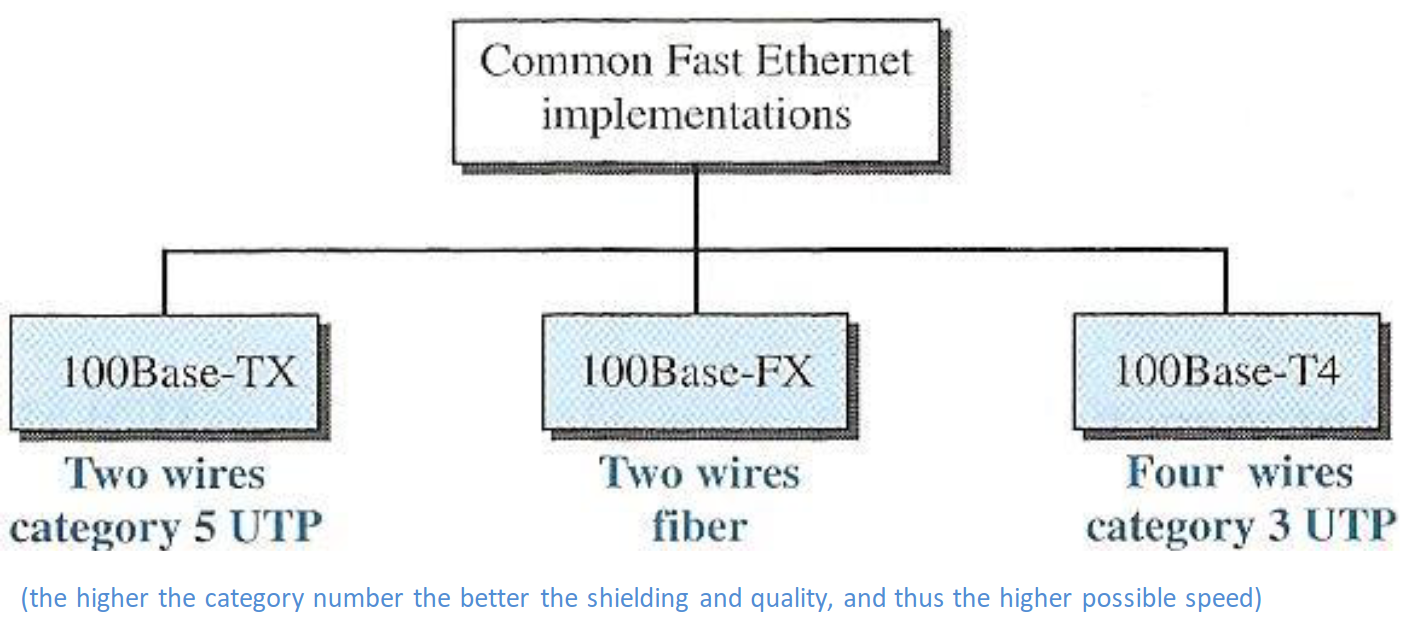 Common Fast Ethernet
implementations
100Base-TX
100Base-FX
100Base-T4
Two wires
category 5 UTP
Two wires
fiber
Four wires
category 3 UTP
(the higher the category number the better the shielding and quality, and thus the higher possible speed)